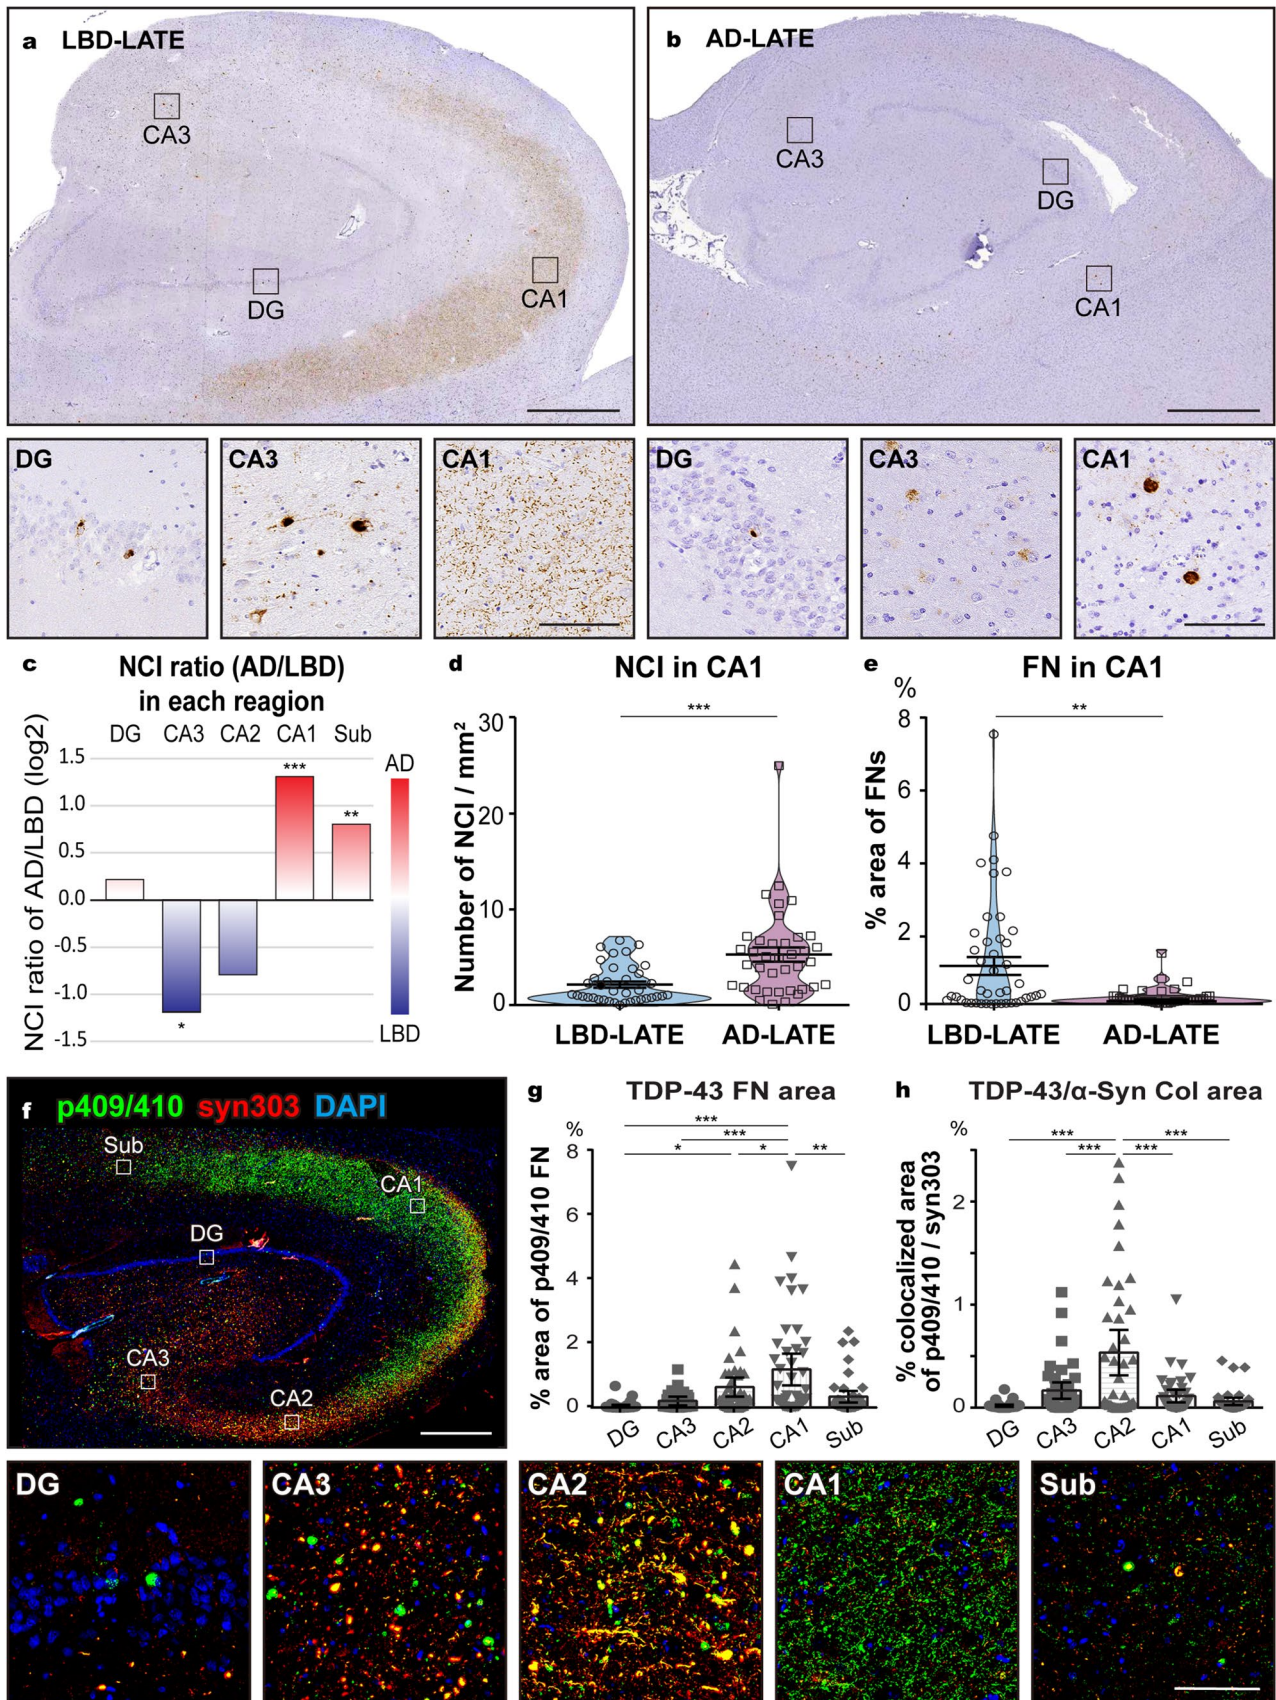 a LBD-LATE
CA3
DG
CA1
b AD-LATE
CA3
DG
CA1
DG
CA3
CA1
DG
CA3
CA1
c NCI ratio (AD/LBD)
in each reagion
NCI ratio of AD/LBD (log2)
DG CA3 CA2 CA1 Sub
1.5
1.0
0.5
0.0
-0.5
-1.0
-1.5
***
**
*
AD
LBD
d NCI in CA1
***
Number of NCI / mm²
30
20
10
0
LBD-LATE AD-LATE
e FN in CA1
%
**
% area of FNs
8
6
4
2
0
LBD-LATE AD-LATE
f p409/410 syn303 DAPI
Sub
CA1
DG
CA3
CA2
g TDP-43 FN area
%
***
***
* * **
% area of p409/410 FN
8
6
4
2
0
DG CA3 CA2 CA1 Sub
h TDP-43/α-Syn Col area
%
*** ***
*** ***
% colocalized area
of p409/410 / syn303
2
1
0
DG CA3 CA2 CA1 Sub
DG
CA3
CA2
CA1
Sub